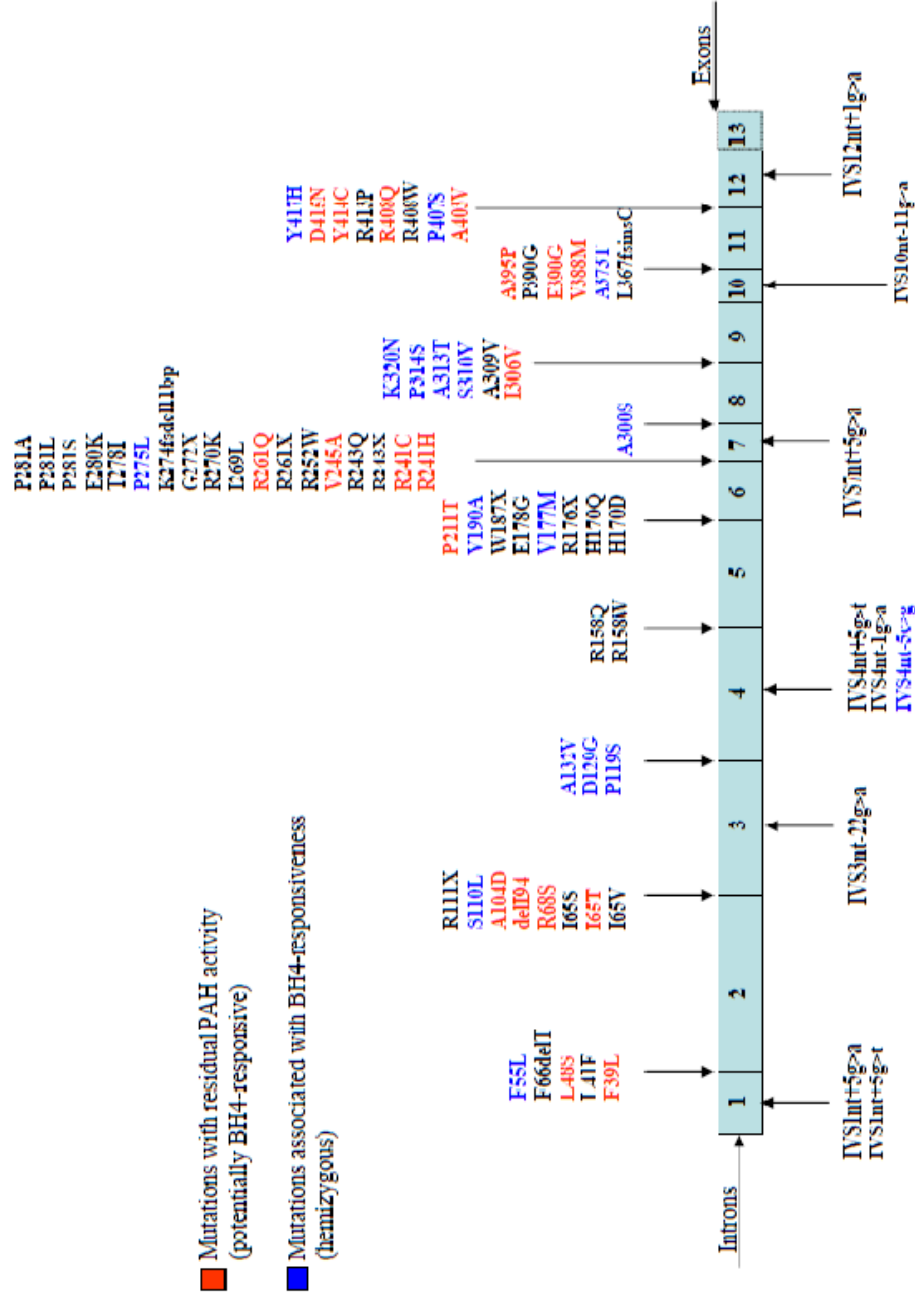 Mutations with residual PAH activity
(potentially BH4-responsive)
Mutations associated with BH4-responsiveness
(hemizygous)
F55L
F66delT
L48S
L41F
F39L
R111X
S110L
A104D
delI94
R68S
I65S
I65T
I65V
A132V
D129G
P119S
R158Q
R158W
P211T
V190A
W187X
E178G
V177M
R176X
H170Q
H170D
P281A
P281L
P281S
E280K
T278I
P275L
K274fsdel11bp
G272X
R270K
I269L
R261Q
R261X
R252W
V245A
R243Q
R243X
R241C
R241H
A300S
K320N
P314S
A313T
S310V
A309V
I306V
A395P
P390G
E390G
V388M
A373T
L367fsinsC
Y417H
D415N
Y414C
R413P
R408Q
R408W
P407S
A403V
Introns
1 2 3 4 5 6 7 8 9 10 11 12 13
Exons
IVS1nt+5g>a
IVS1nt+5g>t
IVS3nt-22g>a
IVS4nt+5g>t
IVS4nt-1g>a
IVS4nt-5c>g
IVS7nt+5g>a
IVS10nt-11g>a
IVS12nt+1g>a